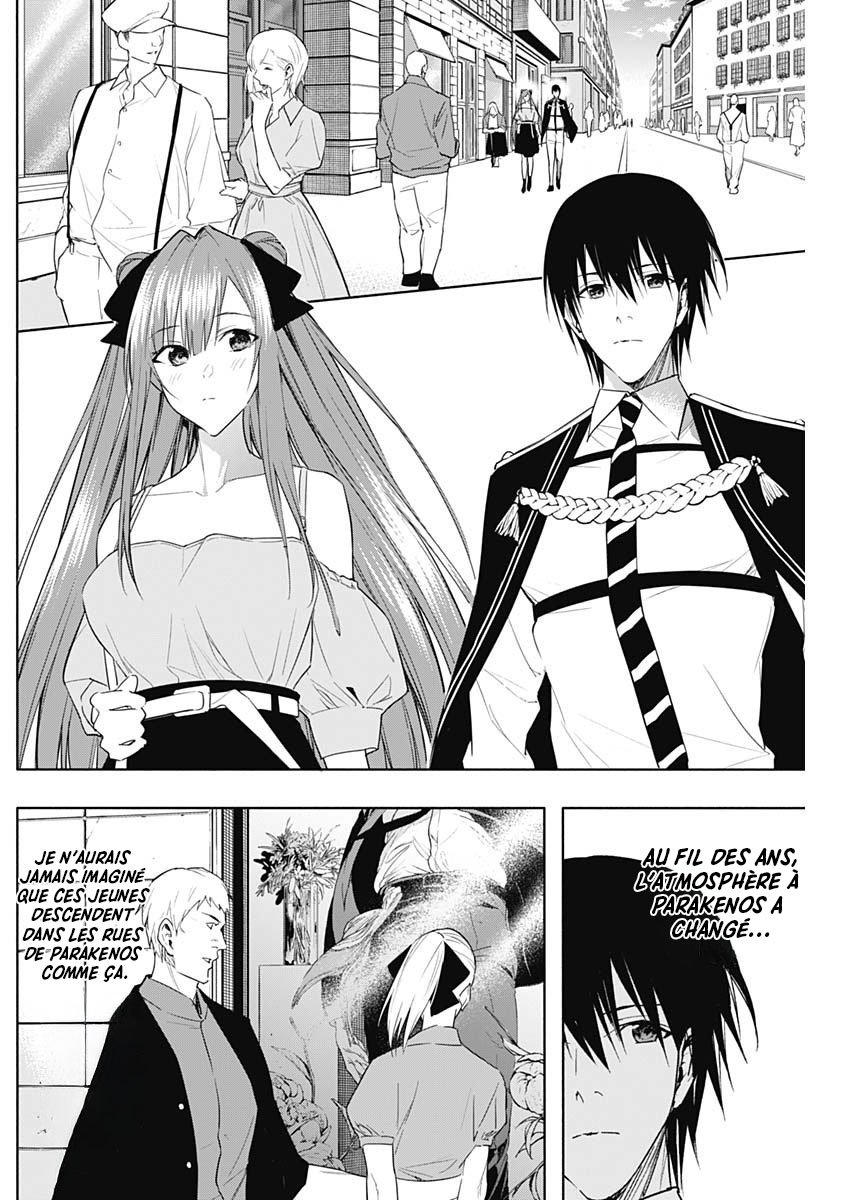 AU FIL DES ANS,
L'ATMOSPHÈRE À
PARAKENOS A
CHANGÉ...
JE N'AURAIS
JAMAIS IMAGINÉ
QUE CES JEUNES
DESCENDENT
DANS LES RUES
DE PARAKENOS
COMME ÇA.